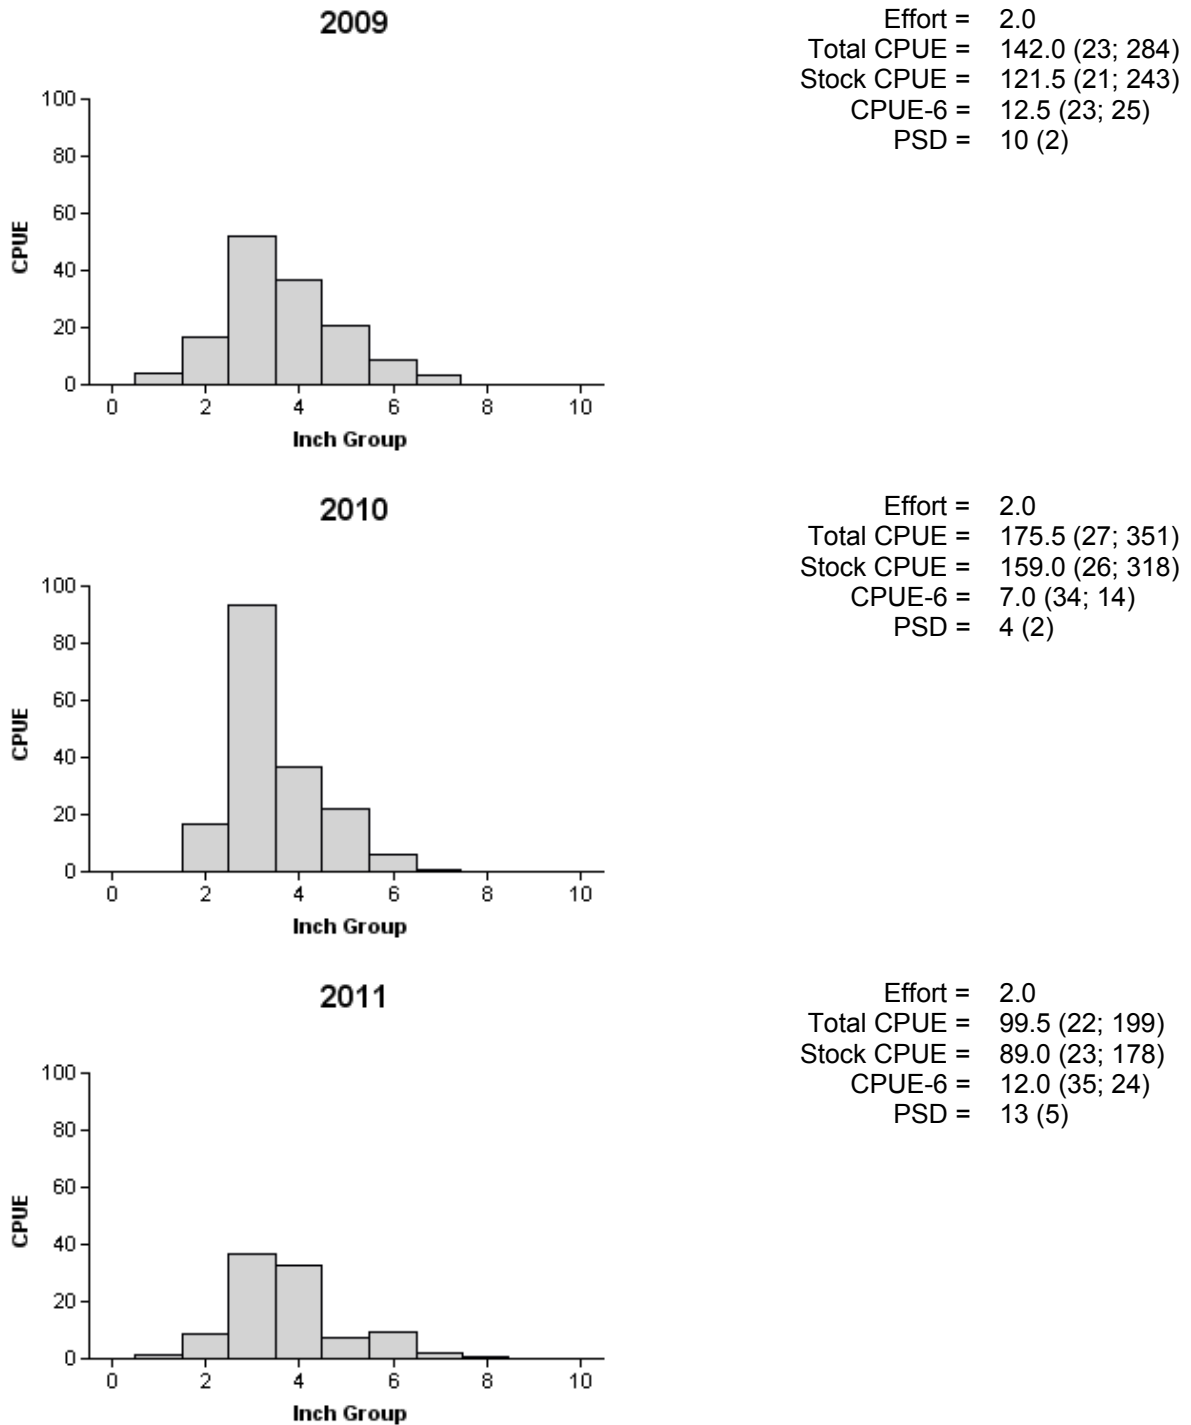 2009
Effort = 2.0
Total CPUE = 142.0 (23; 284)
Stock CPUE = 121.5 (21; 243)
CPUE-6 = 12.5 (23; 25)
PSD = 10 (2)
100
80
60
40
20
0
CPUE
0 2 4 6 8 10
Inch Group
2010
Effort = 2.0
Total CPUE = 175.5 (27; 351)
Stock CPUE = 159.0 (26; 318)
CPUE-6 = 7.0 (34; 14)
PSD = 4 (2)
100
80
60
40
20
0
CPUE
0 2 4 6 8 10
Inch Group
2011
Effort = 2.0
Total CPUE = 99.5 (22; 199)
Stock CPUE = 89.0 (23; 178)
CPUE-6 = 12.0 (35; 24)
PSD = 13 (5)
100
80
60
40
20
0
CPUE
0 2 4 6 8 10
Inch Group